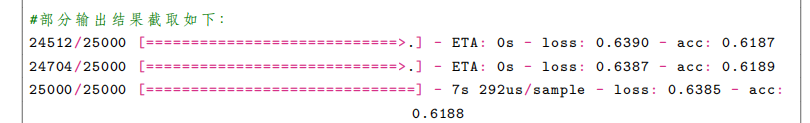 #部分输出结果截取如下:
24512/25000 [============================>.] - ETA: 0s - loss: 0.6390 - acc: 0.6187
24704/25000 [============================>.] - ETA: 0s - loss: 0.6387 - acc: 0.6189
25000/25000 [==============================] - 7s 292us/sample - loss: 0.6385 - acc:
0.6188